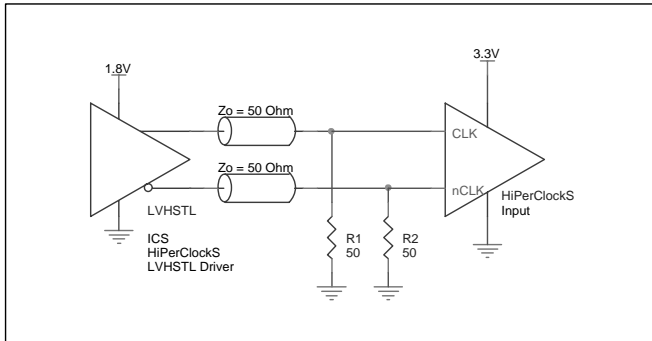 1.8V
3.3V
Zo = 50 Ohm
CLK
Zo = 50 Ohm
nCLK
HiPerClockS
Input
LVHSTL
ICS
HiPerClockS
LVHSTL Driver
R1
50
R2
50